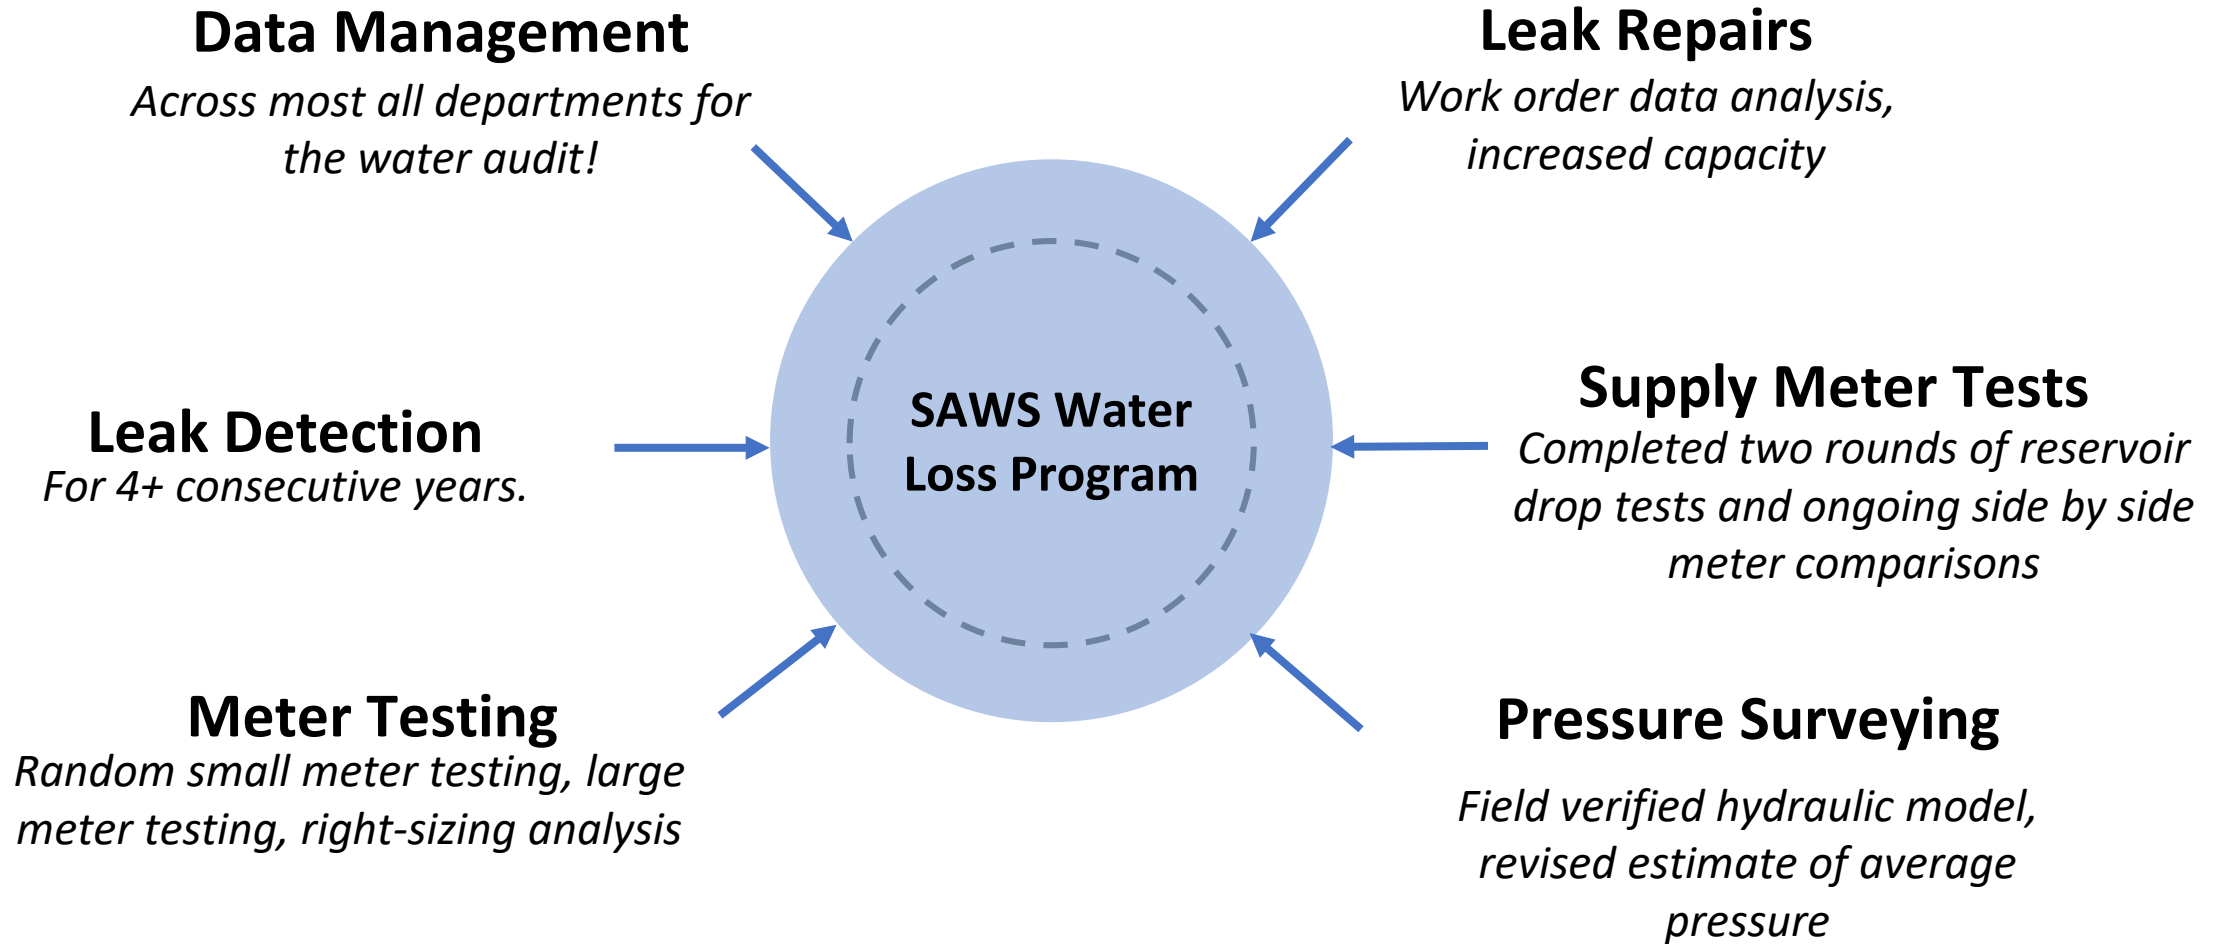 Data Management
Across most all departments for
the water audit!
Leak Repairs
Work order data analysis,
increased capacity
Leak Detection
For 4+ consecutive years.
SAWS Water
Loss Program
Supply Meter Tests
Completed two rounds of reservoir
drop tests and ongoing side by side
meter comparisons
Meter Testing
Random small meter testing, large
meter testing, right-sizing analysis
Pressure Surveying
Field verified hydraulic model,
revised estimate of average
pressure